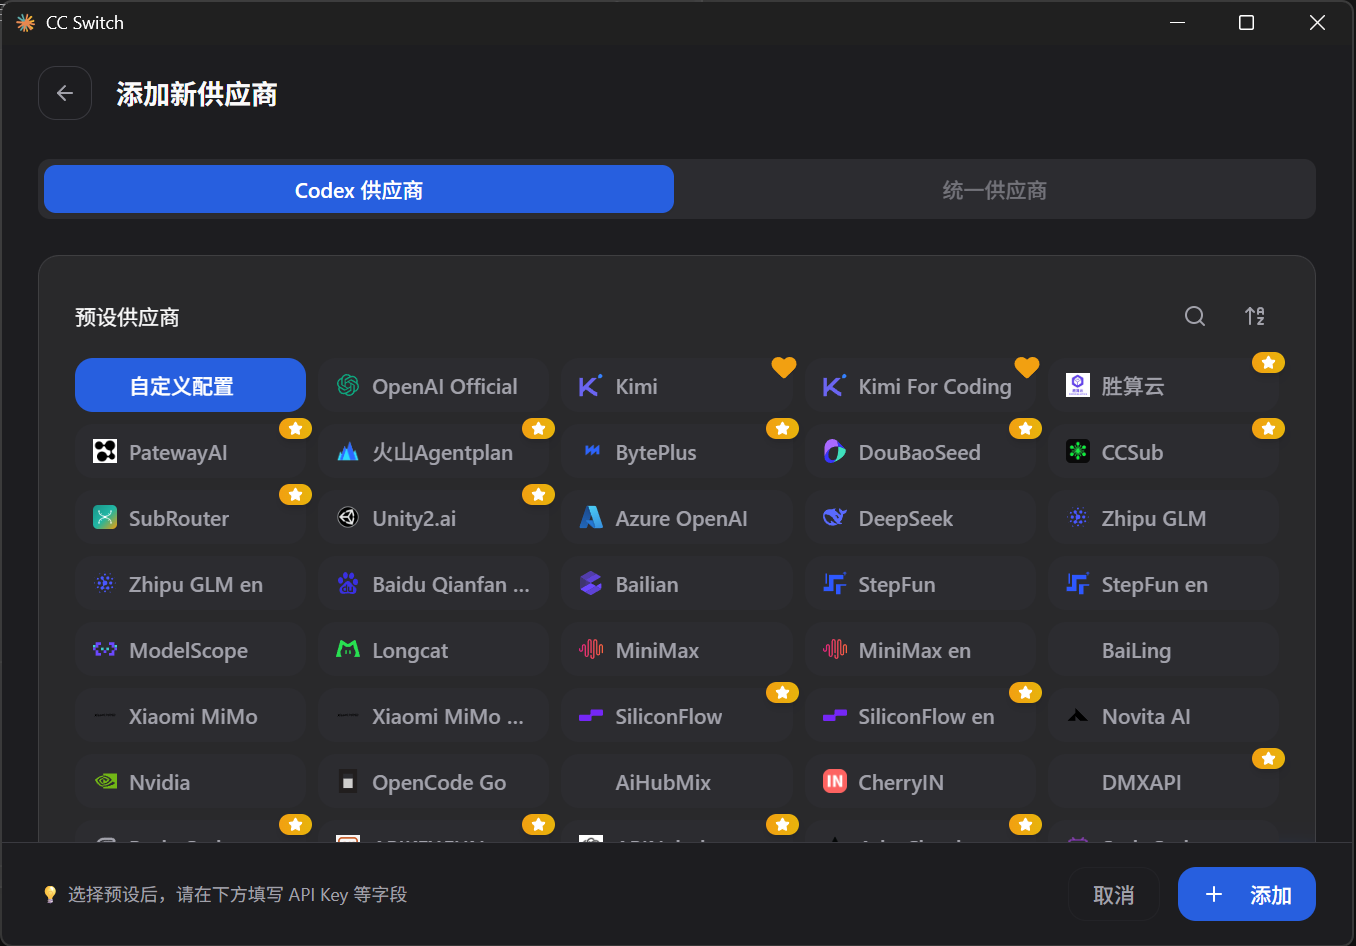 CC Switch
添加新供应商
Codex 供应商
统一供应商
预设供应商
自定义配置
OpenAI Official
Kimi
Kimi For Coding
胜算云
PatewayAI
火山Agentplan
BytePlus
DouBaoSeed
CCSub
SubRouter
Unity2.ai
Azure OpenAI
DeepSeek
Zhipu GLM
Zhipu GLM en
Baidu Qianfan ...
Bailian
StepFun
StepFun en
ModelScope
Longcat
MiniMax
MiniMax en
BaiLing
Xiaomi MiMo
Xiaomi MiMo ...
SiliconFlow
SiliconFlow en
Novita AI
Nvidia
OpenCode Go
AiHubMix
IN
CherryIN
DMXAPI
选择预设后，请在下方填写 API Key 等字段
取消
添加